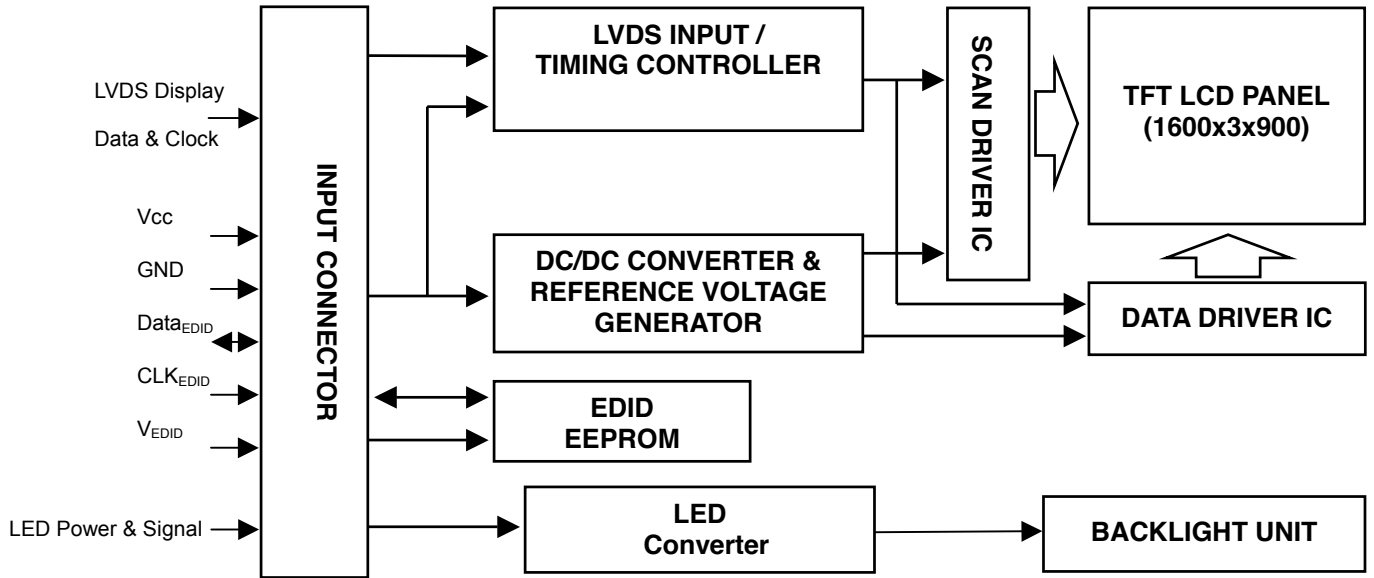 LVDS Display
Data & Clock
Vcc
GND
DataEDID
CLKEDID
VEDID
LED Power & Signal
INPUT CONNECTOR
LVDS INPUT /
TIMING CONTROLLER
DC/DC CONVERTER &
REFERENCE VOLTAGE
GENERATOR
EDID
EEPROM
LED
Converter
SCAN DRIVER IC
TFT LCD PANEL
(1600x3x900)
DATA DRIVER IC
BACKLIGHT UNIT